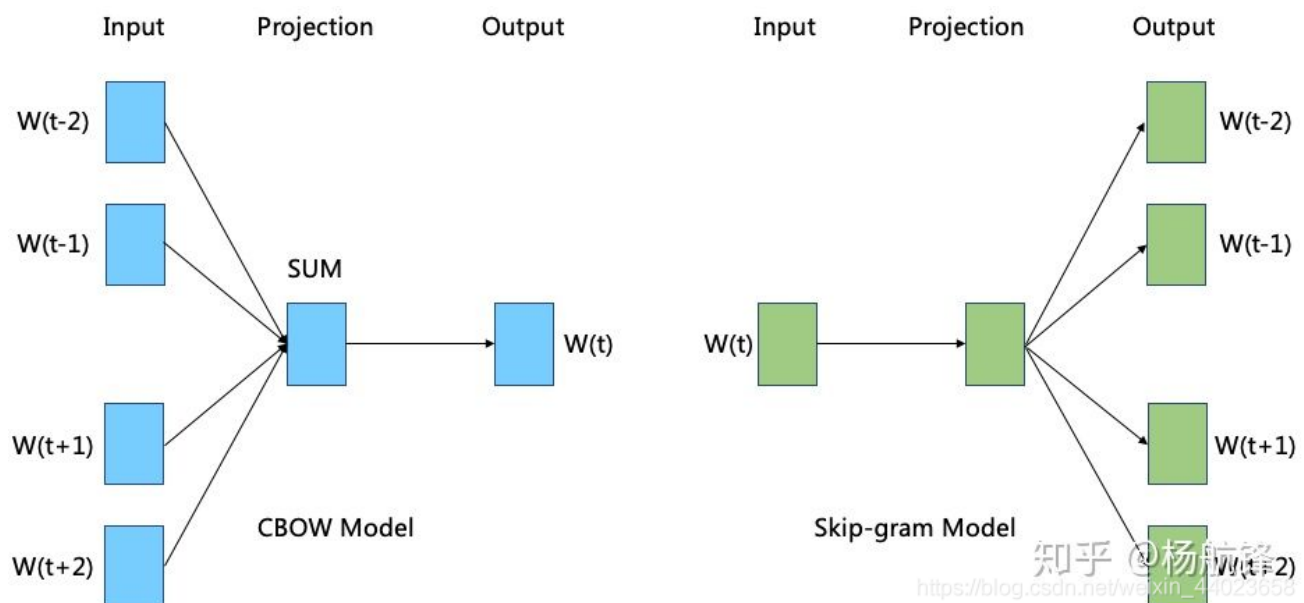 Input Projection Output Input Projection Output
W(t-2) W(t-2)
W(t-1) W(t-1)
SUM
W(t) W(t)
W(t+1) W(t+1)
CBOW Model Skip-gram Model
W(t+2) W(t+2)
知乎 @杨航锋
https://blog.csdn.net/weixin_44023658